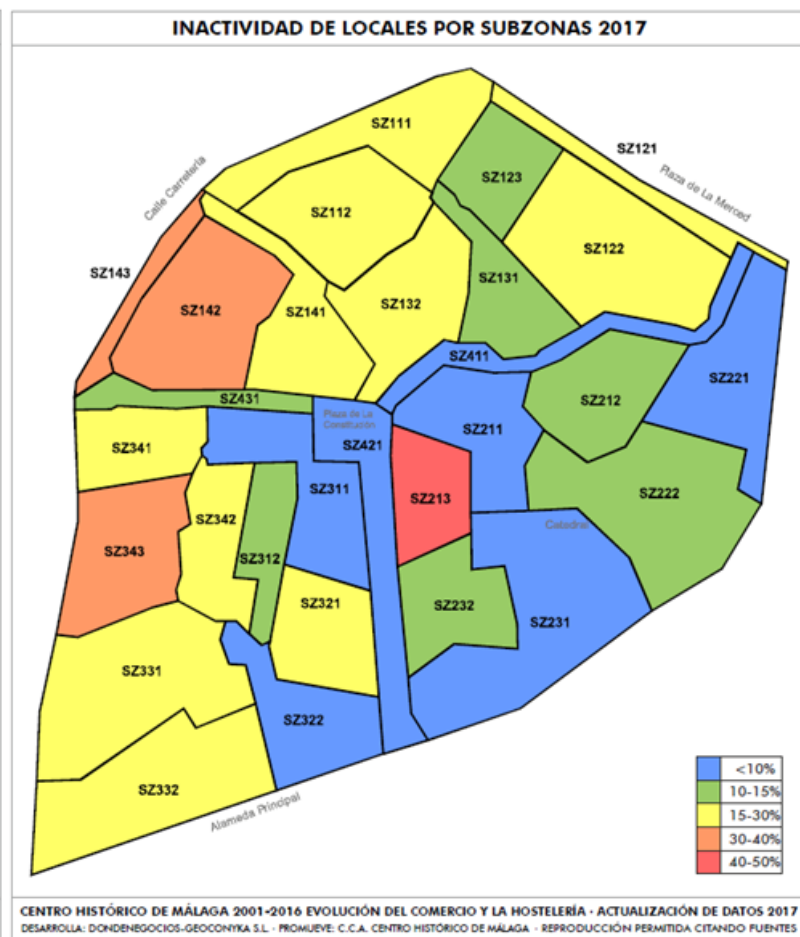 INACTIVIDAD DE LOCALES POR SUBZONAS 2017
SZ111
SZ121
Calle Carretería
Plaza de La Merced
SZ123
SZ112
SZ122
SZ143
SZ131
SZ142
SZ141
SZ132
SZ411
SZ221
SZ431
SZ212
Plaza de La
Constitución
SZ421
SZ211
SZ341
SZ311
SZ213
SZ222
SZ342
Catedral
SZ343
SZ312
SZ321
SZ232
SZ231
SZ331
SZ322
SZ332
Alameda Principal
<10%
10-15%
15-30%
30-40%
40-50%
CENTRO HISTÓRICO DE MÁLAGA 2001-2016 EVOLUCIÓN DEL COMERCIO Y LA HOSTELERÍA · ACTUALIZACIÓN DE DATOS 2017
DESARROLLA: DONDENEGOCIOS-GEOCONYKA S.L. · PROMUEVE: C.C.A. CENTRO HISTÓRICO DE MÁLAGA · REPRODUCCIÓN PERMITIDA CITANDO FUENTES